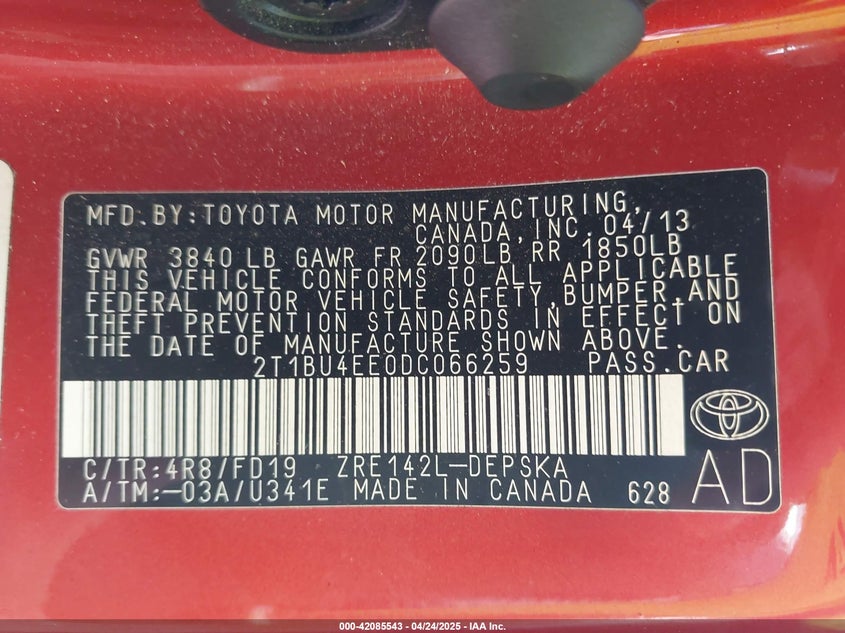 MFD.BY:TOYOTA MOTOR MANUFACTURING,
CANADA,INC. 04/13
GVWR 3840 LB GAWR FR 2090LB RR 1850LB
THIS VEHICLE CONFORMS TO ALL APPLICABLE
FEDERAL MOTOR VEHICLE SAFETY,BUMPER,AND
THEFT PREVENTION STANDARDS IN EFFECT ON
THE DATE OF MANUFACTURE SHOWN ABOVE.
2T1BU4EE0DC066259 PASS.CAR
C/TR:4R8/FD19 ZRE142L-DEPSKA
A/TM:-03A/U341E MADE IN CANADA 628
AD
000-42085543 - 04/24/2025 - IAA Inc.